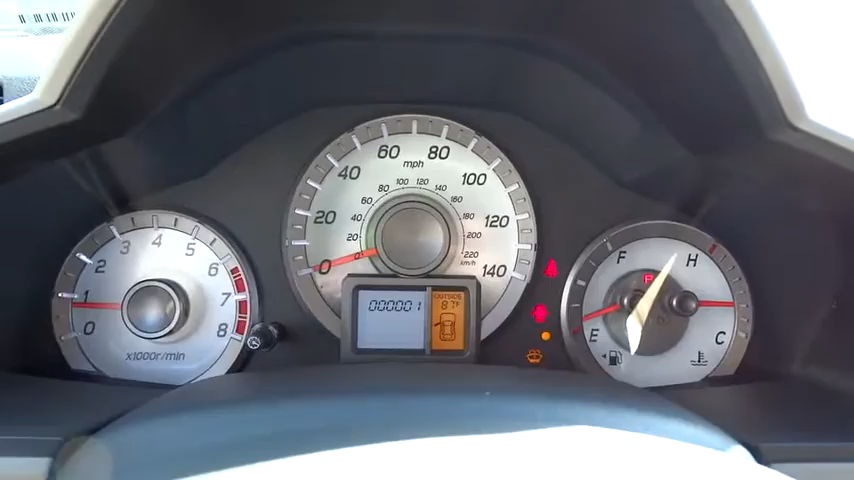 0 1 2 3 4 5 6 7 8
x1000r/min
0 20 40 60 80 100 120 140
mph
20 40 60 80 100 120 140 160 180 200 220
km/h
000001
OUTSIDE
87°F
F
E
P
H
C